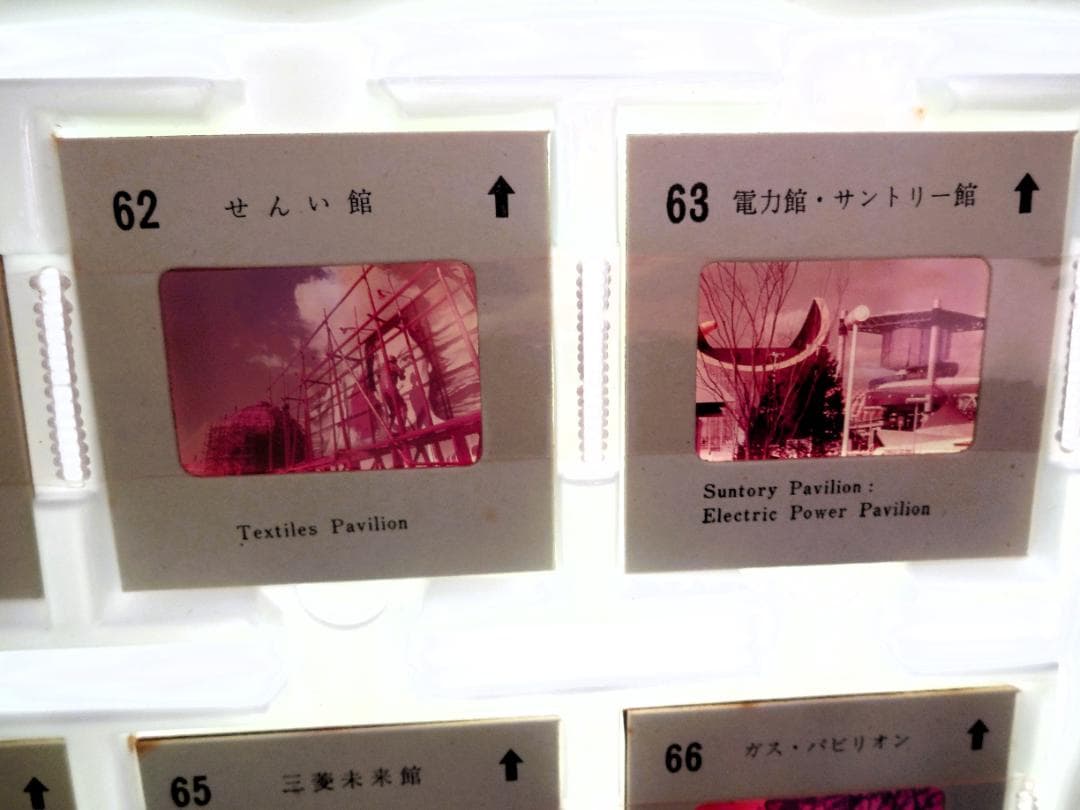 62 せんい館
Textiles Pavilion
63 電力館・サントリー館
Suntory Pavilion :
Electric Power Pavilion
65 三菱未来館
66 ガス・パビリオン